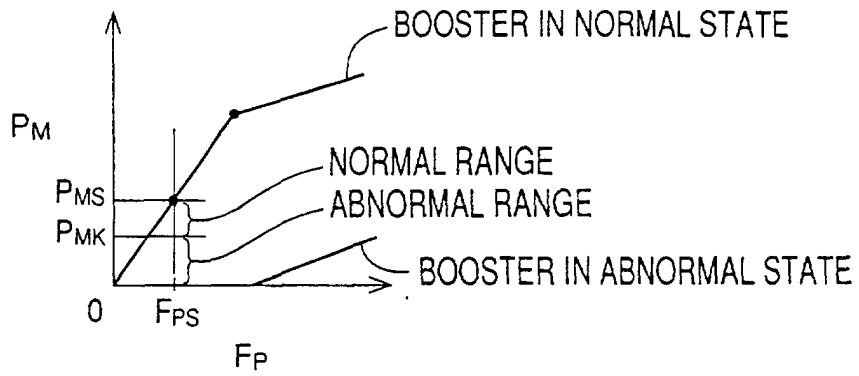 BOOSTER IN NORMAL STATE
PM
NORMAL RANGE
PMS
ABNORMAL RANGE
PMK
BOOSTER IN ABNORMAL STATE
0
FPS
FP